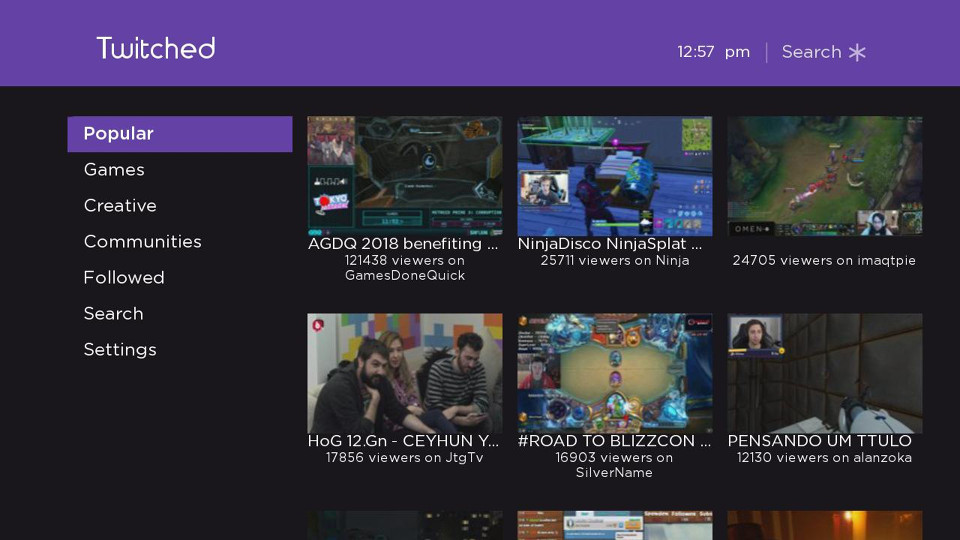 Twitched
12:57 pm
Search
Popular
Games
Creative
Communities
Followed
Search
Settings
AGDQ 2018 benefiting ...
121438 viewers on
GamesDoneQuick
NinjaDisco NinjaSplat ...
25711 viewers on Ninja
OMEN
24705 viewers on imaqtpie
HoG 12.Gn - CEYHUN Y...
17856 viewers on JtgTv
#ROAD TO BLIZZCON ...
16903 viewers on
SilverName
PENSANDO UM TTULO
12130 viewers on alanzoka